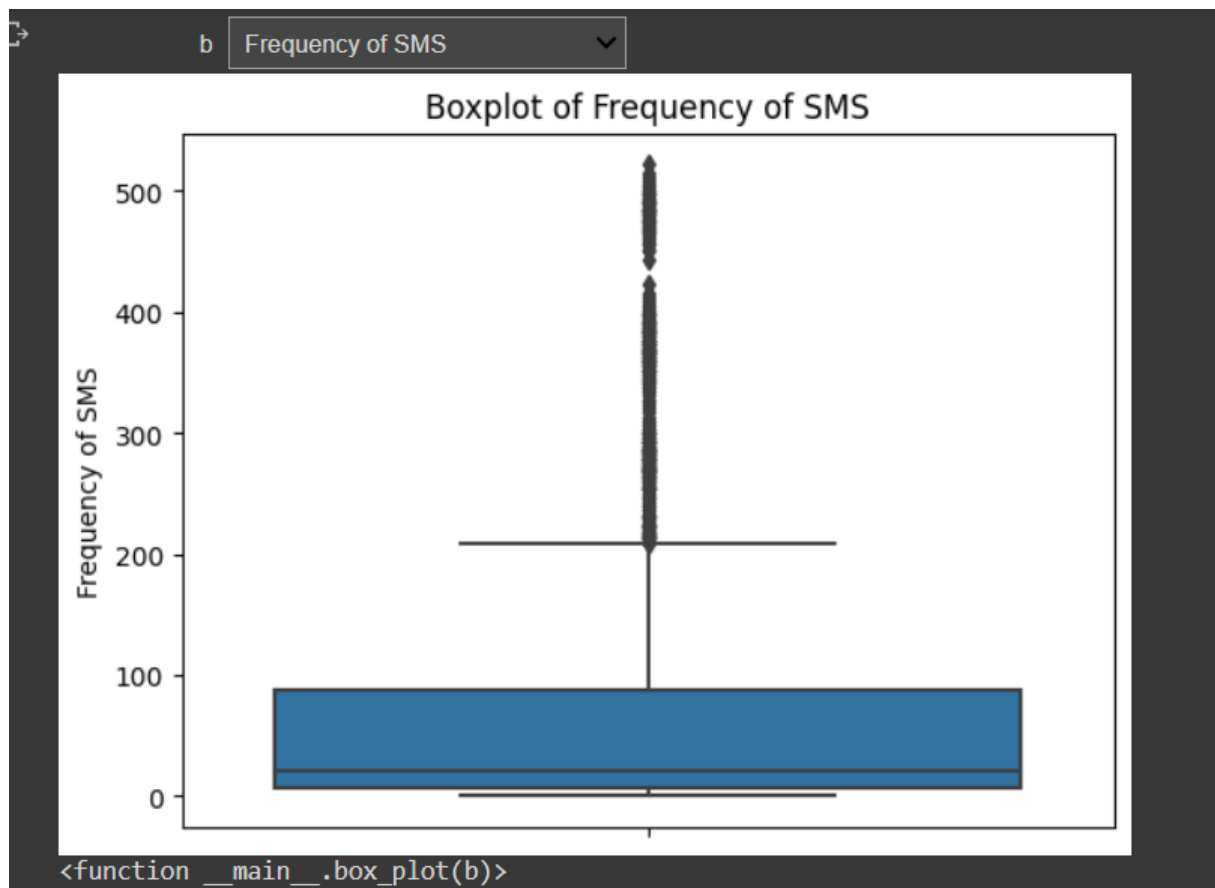 b Frequency of SMS
Boxplot of Frequency of SMS
Frequency of SMS
500
400
300
200
100
0
<function __main__.box_plot(b)>